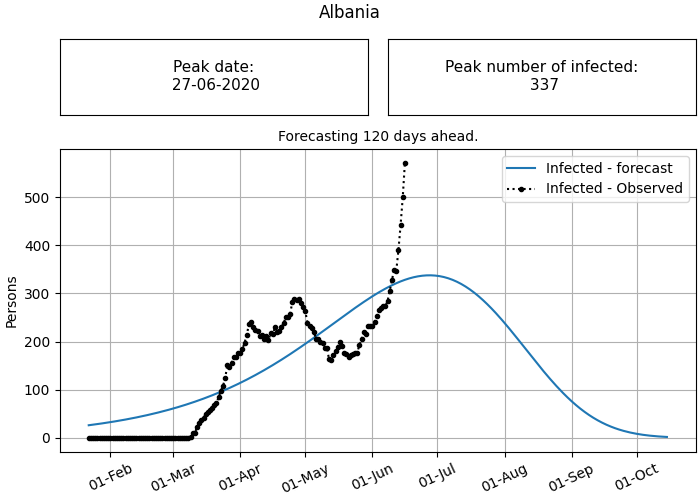 Albania
Peak date:
27-06-2020
Peak number of infected:
337
Forecasting 120 days ahead.
Infected - forecast
Infected - Observed
Persons
500
400
300
200
100
0
01-Feb
01-Mar
01-Apr
01-May
01-Jun
01-Jul
01-Aug
01-Sep
01-Oct